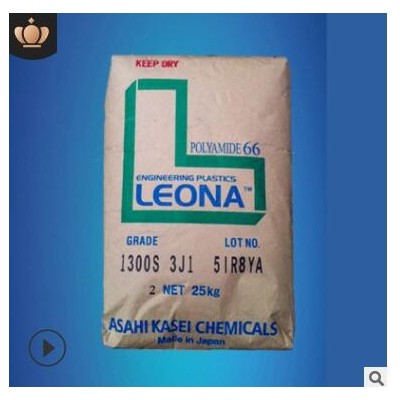 KEEP DRY
POLYAMIDE 66
ENGINEERING PLASTICS
LEONA™
GRADE LOT NO.
1300S 3J1 5IR8YA
2 NET 25kg
ASAHI KASEI CHEMICALS
Made in Japan